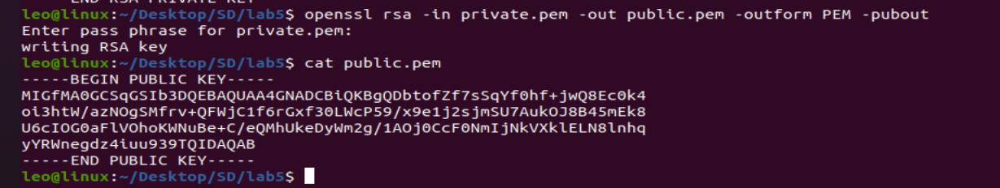 leo@linux:~/Desktop/SD/lab5$ openssl rsa -in private.pem -out public.pem -outform PEM -pubout
Enter pass phrase for private.pem:
writing RSA key
leo@linux:~/Desktop/SD/lab5$ cat public.pem
-----BEGIN PUBLIC KEY-----
MIGfMA0GCSqGSIb3DQEBAQUAA4GNADCBiQKBgQDbtofZf7sSqYf0hf+jwQ8Ec0k4
oi3htW/azNOgSMfrv+QFWjC1f6rGxf30LWcP59/x9e1j2sjmSU7AukOJ8B45mEk8
U6cIOG0aFlVOhoKWNuBe+C/eQMhUkeDyWm2g/1AOj0CcF0NmIjNkVXklELN8lnhq
yYRWnegdz4iuu939TQIDAQAB
-----END PUBLIC KEY-----
leo@linux:~/Desktop/SD/lab5$